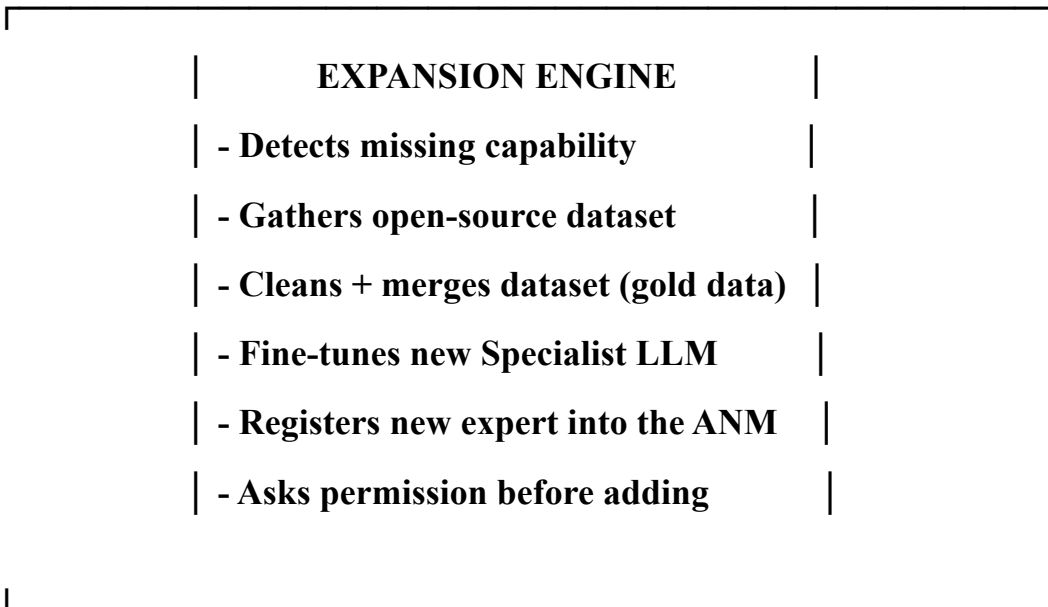 EXPANSION ENGINE
- Detects missing capability
- Gathers open-source dataset
- Cleans + merges dataset (gold data)
- Fine-tunes new Specialist LLM
- Registers new expert into the ANM
- Asks permission before adding